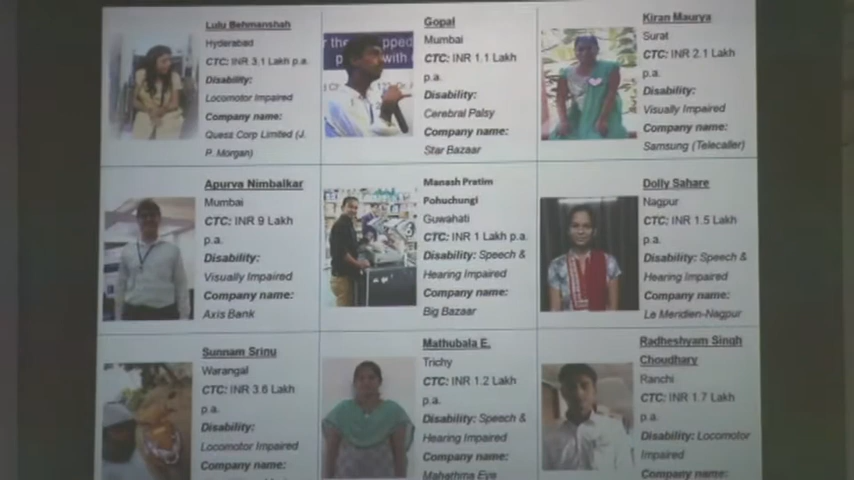 Lulu Behmanshah
Hyderabad
CTC: INR 3.1 Lakh p.a.
Disability:
Locomotor Impaired
Company name:
Quess Corp Limited (J.
P. Morgan)
Gopal
Mumbai
CTC: INR 1.1 Lakh
p.a.
Disability:
Cerebral Palsy
Company name:
Star Bazaar
Kiran Maurya
Surat
CTC: INR 2.1 Lakh
p.a.
Disability:
Visually Impaired
Company name:
Samsung (Telecaller)
Apurva Nimbalkar
Mumbai
CTC: INR 9 Lakh
p.a.
Disability:
Visually Impaired
Company name:
Axis Bank
Manash Pratim
Pohuchungi
Guwahati
CTC: INR 1 Lakh p.a.
Disability: Speech &
Hearing Impaired
Company name:
Big Bazaar
Dolly Sahare
Nagpur
CTC: INR 1.5 Lakh
p.a.
Disability: Speech &
Hearing Impaired
Company name:
Le Meridien-Nagpur
Sunnam Srinu
Warangal
CTC: INR 3.6 Lakh
p.a.
Disability:
Locomotor Impaired
Company name:
Mathubala E.
Trichy
CTC: INR 1.2 Lakh
p.a.
Disability: Speech &
Hearing Impaired
Company name:
Mahathma Eye
Radheshyam Singh
Choudhary
Ranchi
CTC: INR 1.7 Lakh
p.a.
Disability: Locomotor
Impaired
Company name: